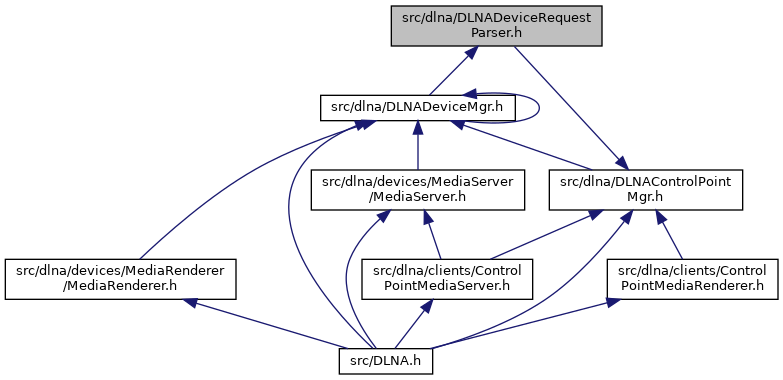 src/dlna/DLNADeviceRequest
Parser.h
src/dlna/DLNADeviceMgr.h
src/dlna/devices/MediaServer
/MediaServer.h
src/dlna/DLNAControlPoint
Mgr.h
src/dlna/devices/MediaRenderer
/MediaRenderer.h
src/dlna/clients/Control
PointMediaServer.h
src/dlna/clients/Control
PointMediaRenderer.h
src/DLNA.h